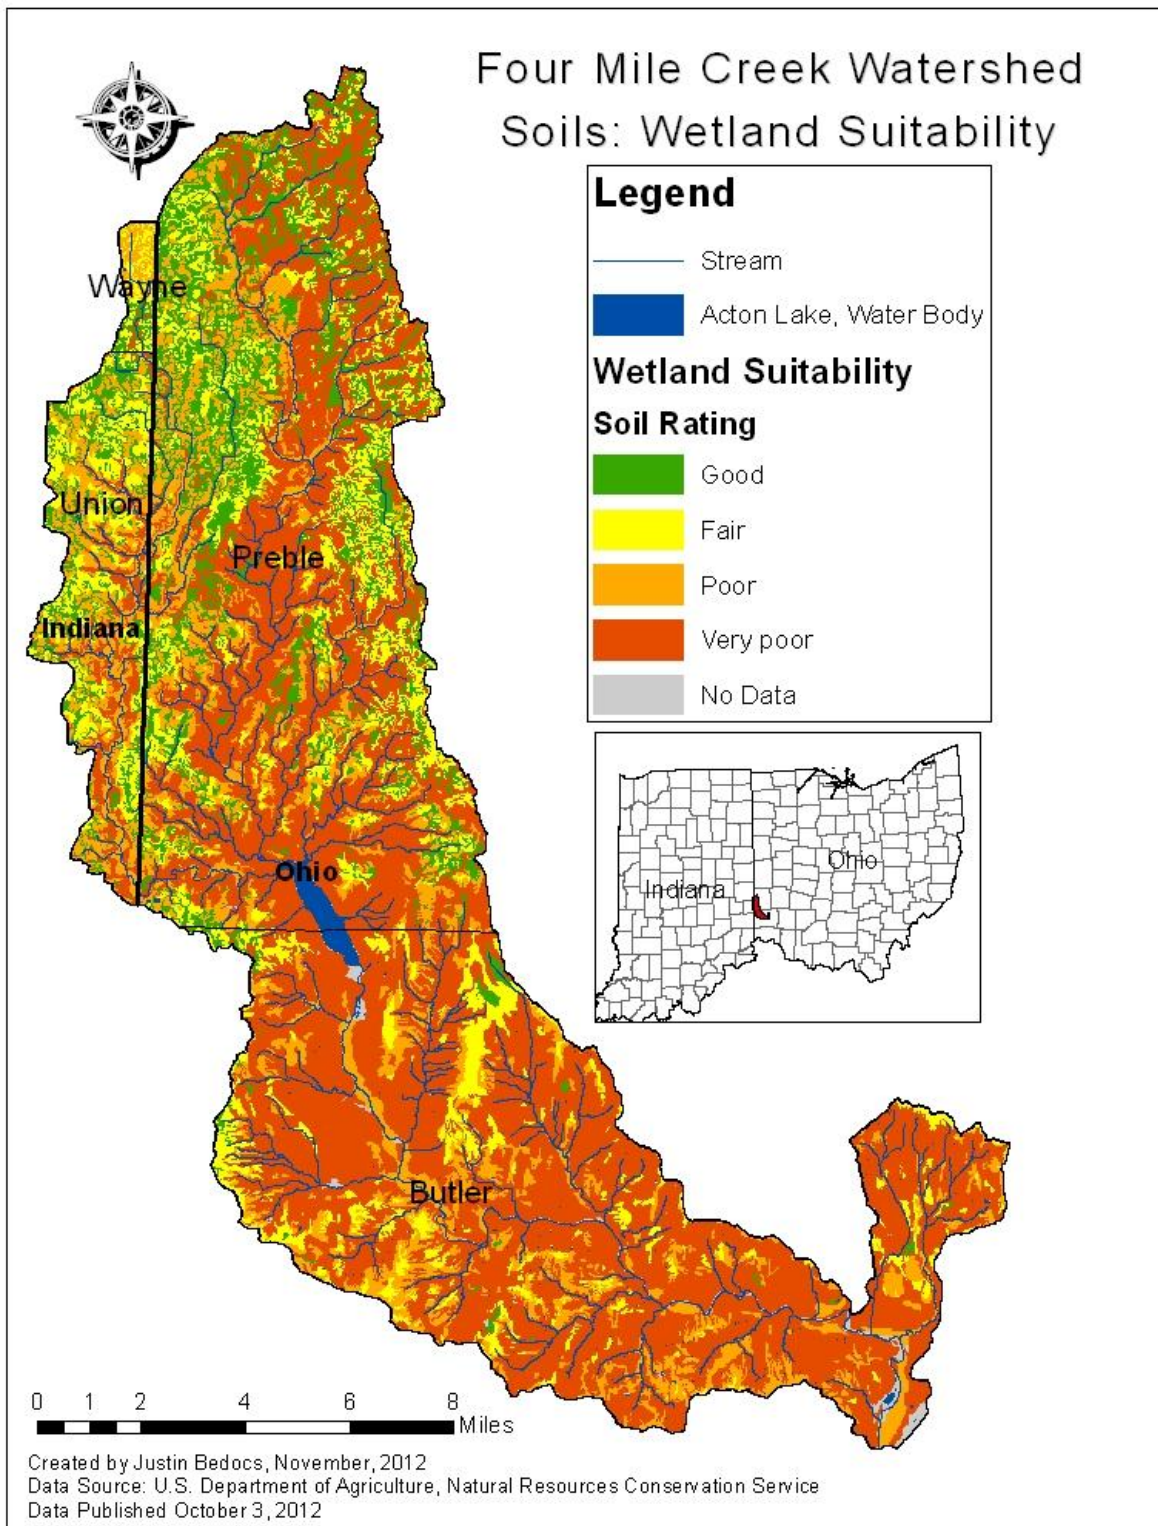 Four Mile Creek Watershed
Soils: Wetland Suitability
Legend
Stream
Acton Lake, Water Body
Wetland Suitability
Soil Rating
Good
Fair
Poor
Very poor
No Data
Wayne
Union
Preble
Indiana
Ohio
Butler
Indiana
Ohio
0 1 2 4 6 8
Miles
Created by Justin Bedocs, November, 2012
Data Source: U.S. Department of Agriculture, Natural Resources Conservation Service
Data Published October 3, 2012